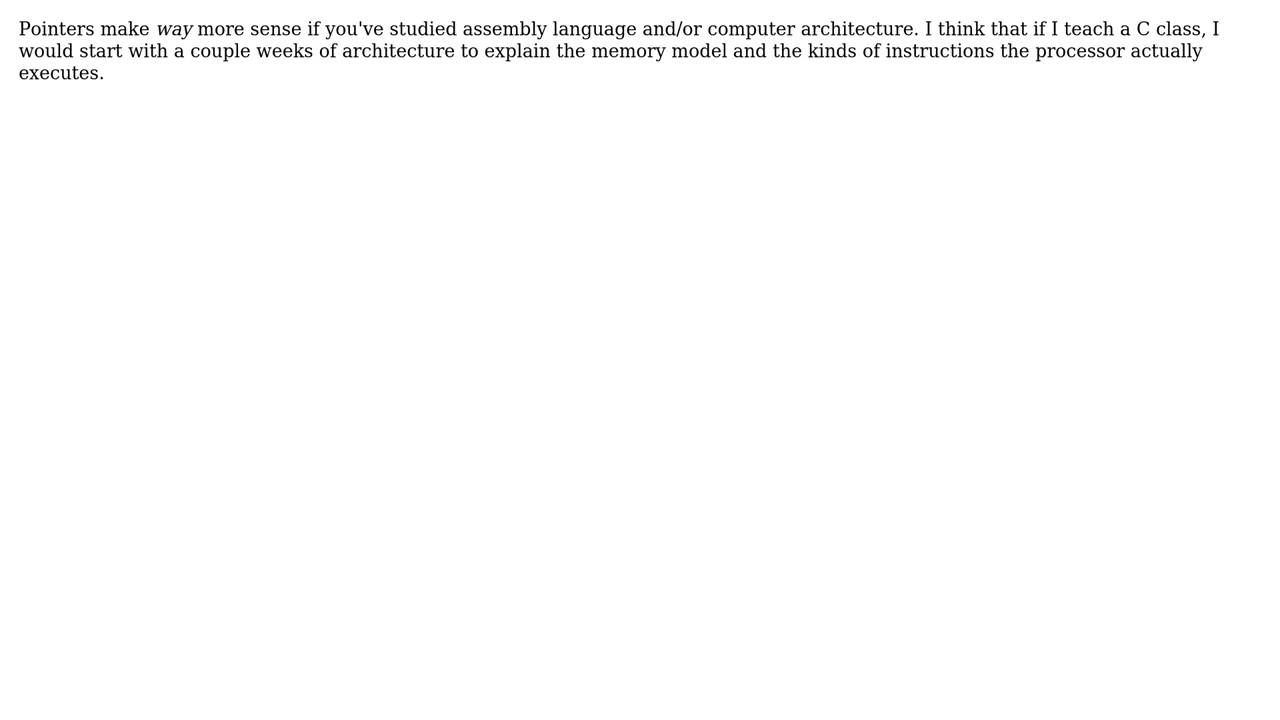 Pointers make way more sense if you've studied assembly language and/or computer architecture. I think that if I teach a C class, I
would start with a couple weeks of architecture to explain the memory model and the kinds of instructions the processor actually
executes.